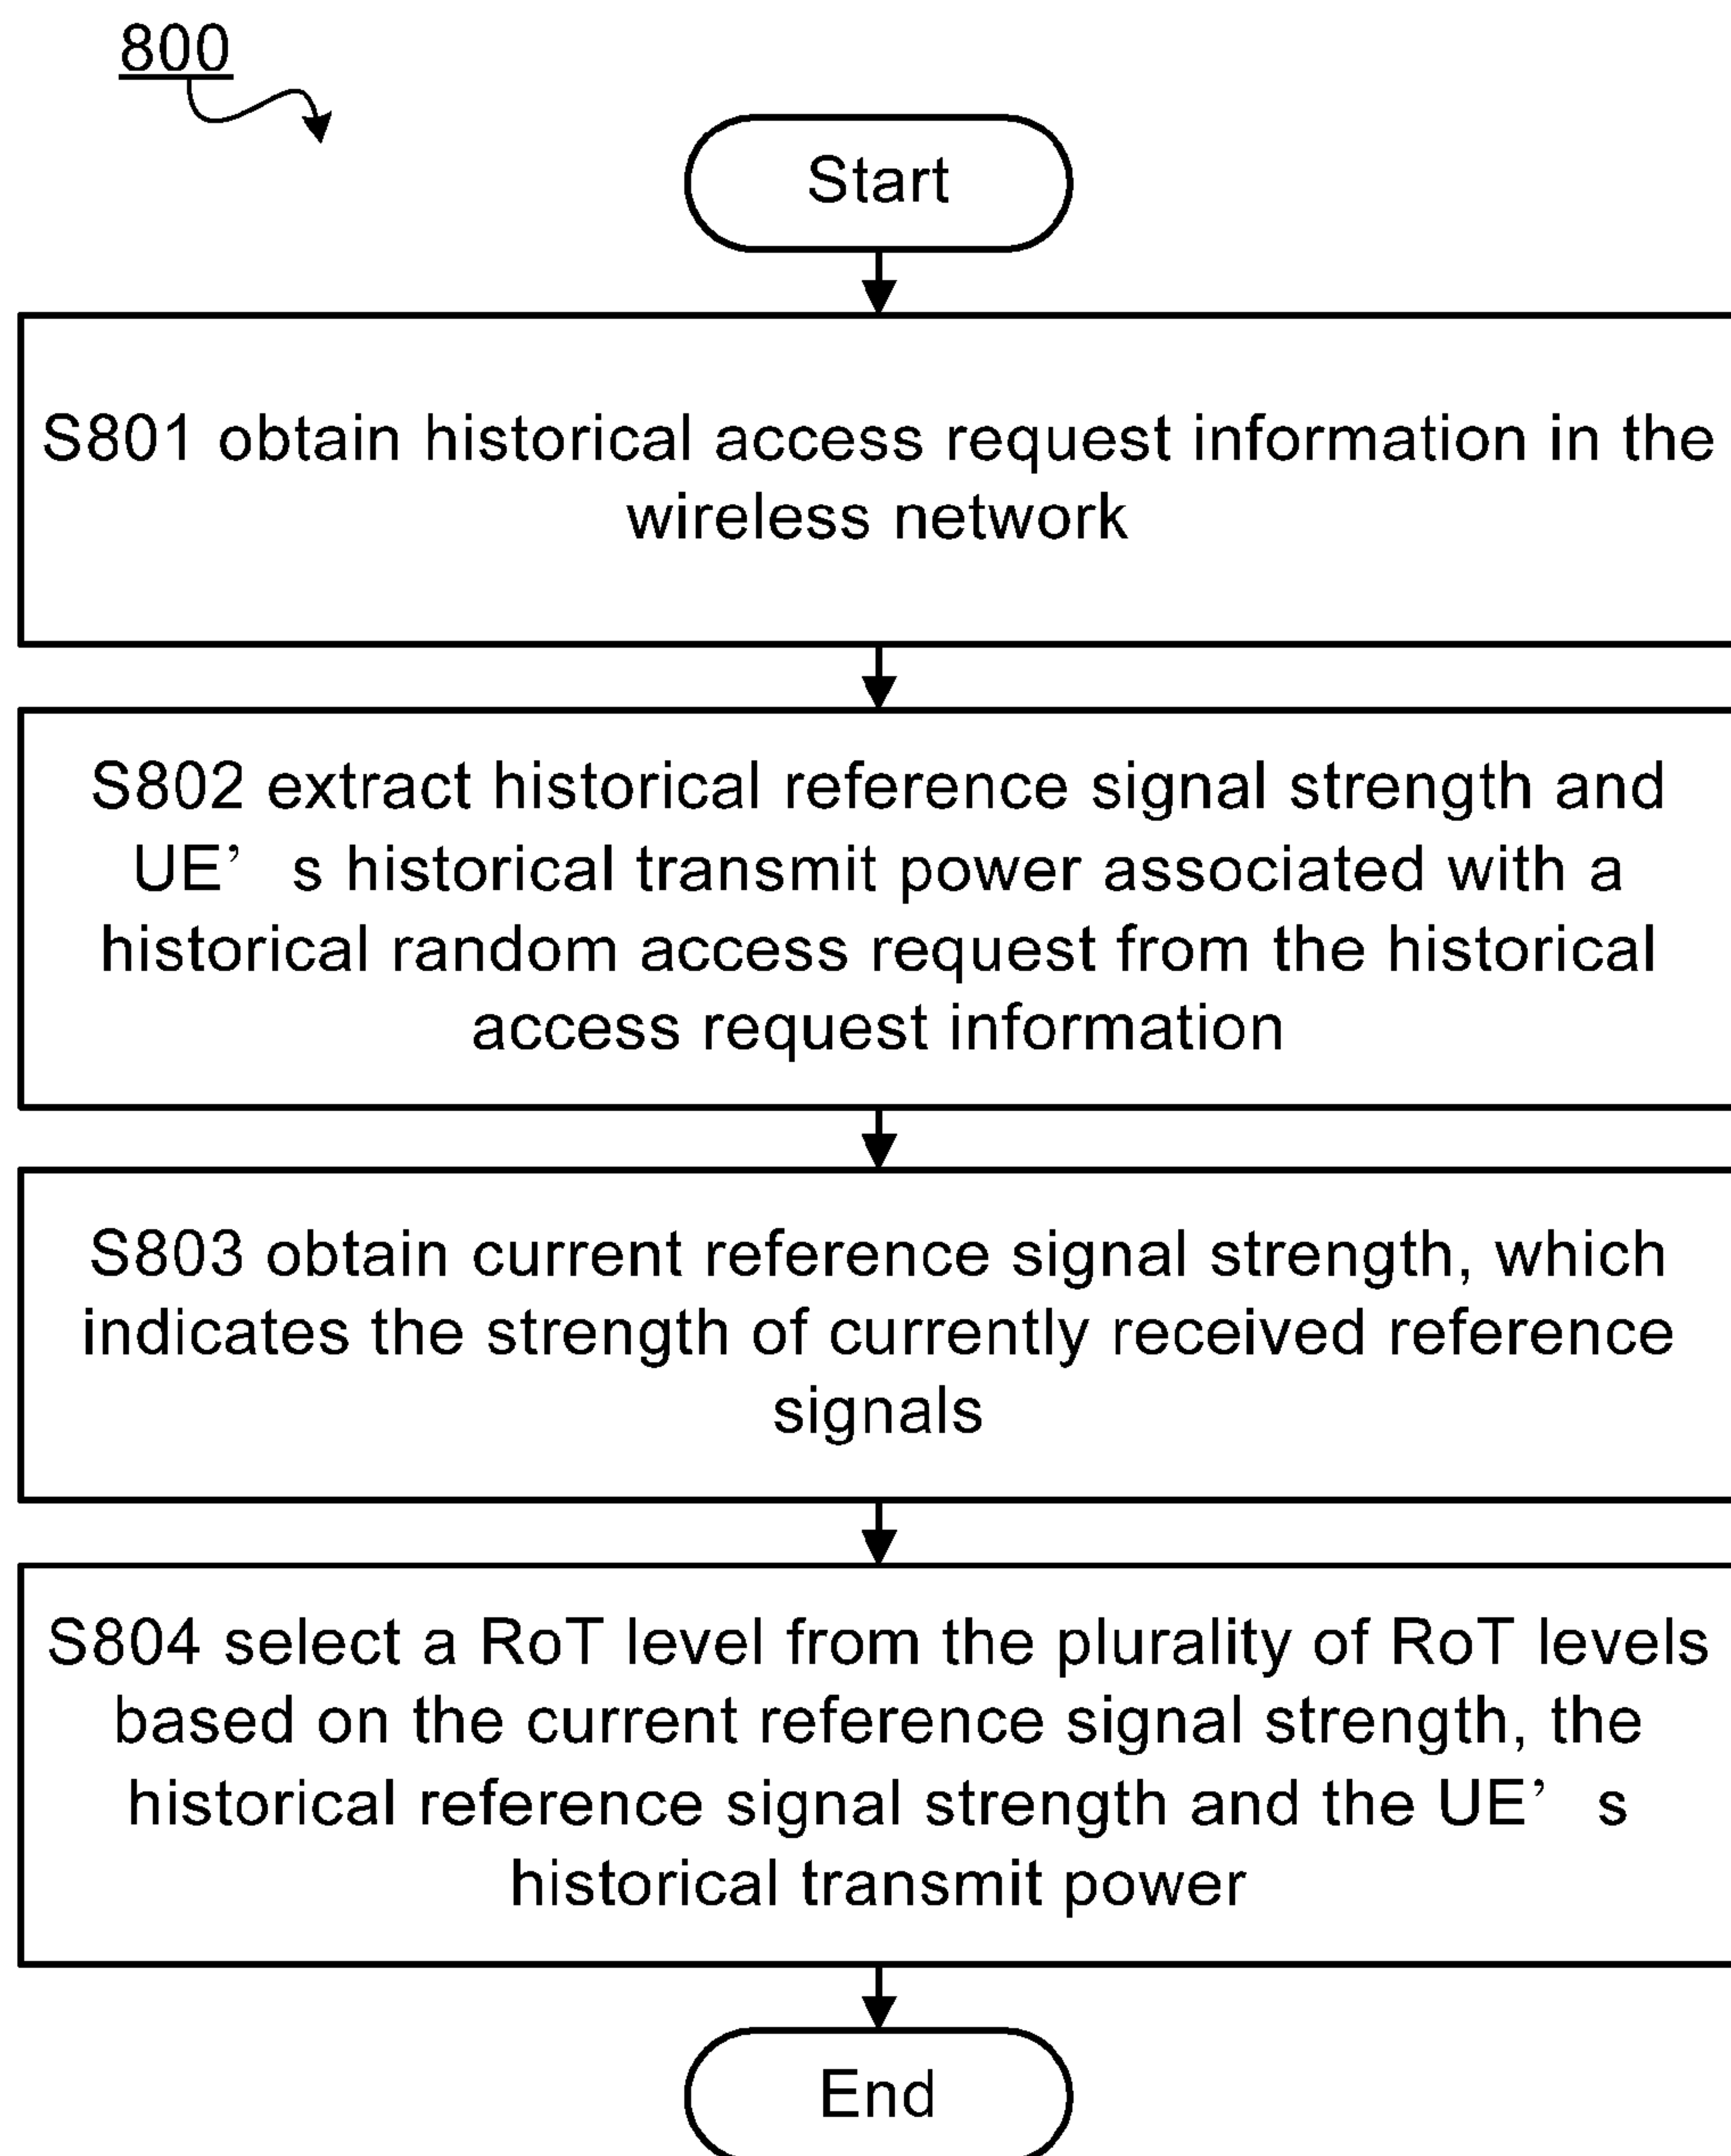 800
Start
S801 obtain historical access request information in the
wireless network
S802 extract historical reference signal strength and
UE’ s historical transmit power associated with a
historical random access request from the historical
access request information
S803 obtain current reference signal strength, which
indicates the strength of currently received reference
signals
S804 select a RoT level from the plurality of RoT levels
based on the current reference signal strength, the
historical reference signal strength and the UE’ s
historical transmit power
End